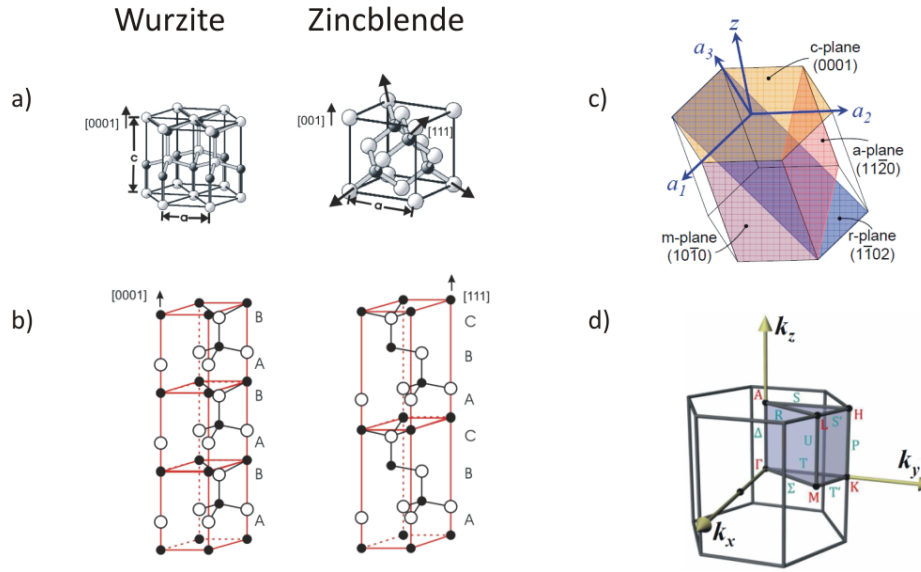 Wurzite
Zincblende
a)
[0001]
c
a
[001]
[111]
a
c)
z
a3
a2
a1
c-plane
(0001)
a-plane
(112̅0)
m-plane
(101̅0)
r-plane
(11̅02)
b)
[0001]
B
A
B
A
B
A
[111]
C
B
A
C
B
A
d)
kz
A
S
H
R
L
S'
Δ
U
P
Γ
T
ky
Σ
M
T'
K
kx